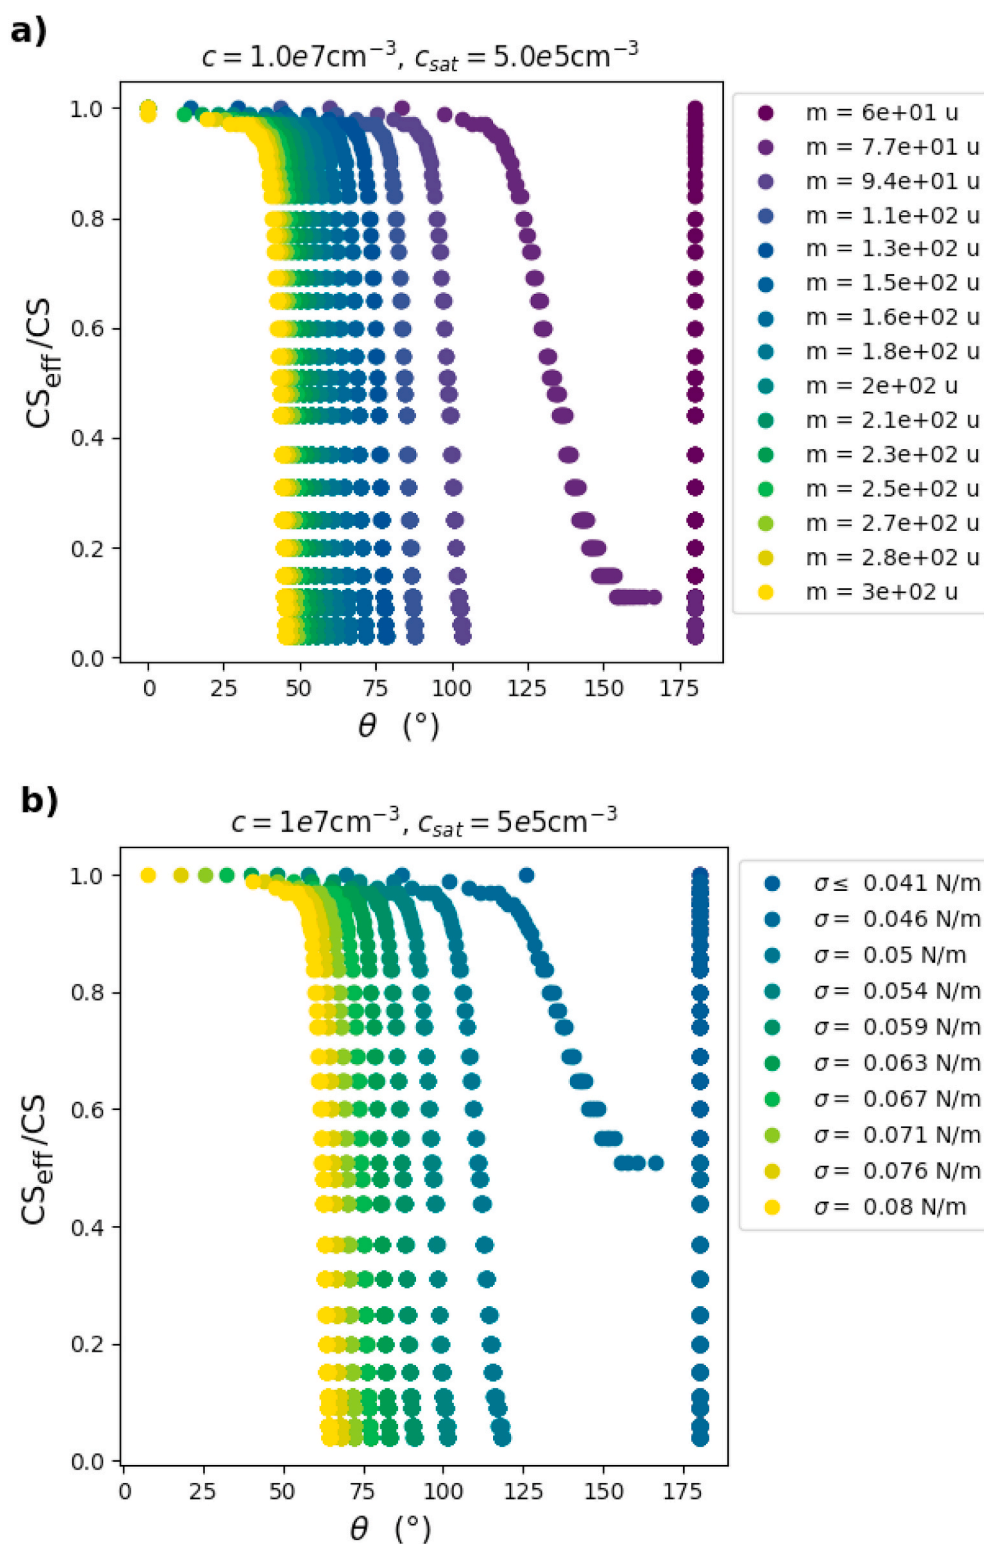 a)
c = 1.0e7cm⁻³, c_sat = 5.0e5cm⁻³
1.0
0.8
0.6
0.4
0.2
0.0
CS_eff/CS
0 25 50 75 100 125 150 175
θ (°)
m = 6e+01 u
m = 7.7e+01 u
m = 9.4e+01 u
m = 1.1e+02 u
m = 1.3e+02 u
m = 1.5e+02 u
m = 1.6e+02 u
m = 1.8e+02 u
m = 2e+02 u
m = 2.1e+02 u
m = 2.3e+02 u
m = 2.5e+02 u
m = 2.7e+02 u
m = 2.8e+02 u
m = 3e+02 u
b)
c = 1e7cm⁻³, c_sat = 5e5cm⁻³
1.0
0.8
0.6
0.4
0.2
0.0
CS_eff/CS
0 25 50 75 100 125 150 175
θ (°)
σ≤ 0.041 N/m
σ= 0.046 N/m
σ= 0.05 N/m
σ= 0.054 N/m
σ= 0.059 N/m
σ= 0.063 N/m
σ= 0.067 N/m
σ= 0.071 N/m
σ= 0.076 N/m
σ= 0.08 N/m